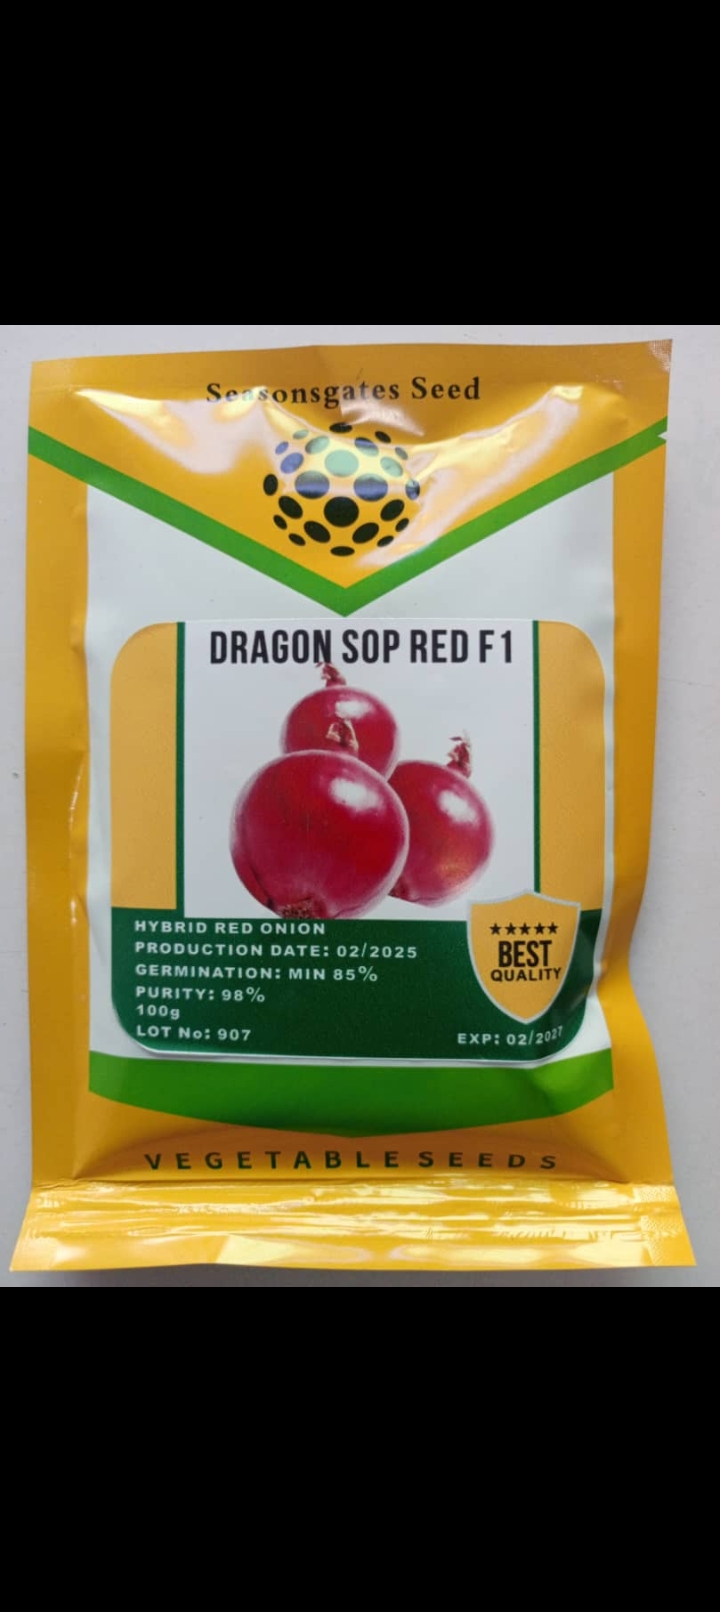 Seasonsgates Seed
DRAGON SOP RED F1
HYBRID RED ONION
PRODUCTION DATE: 02/2025
GERMINATION: MIN 85%
PURITY: 98%
100g
LOT No: 907
BEST
QUALITY
EXP: 02/2027
VEGETABLE SEEDS